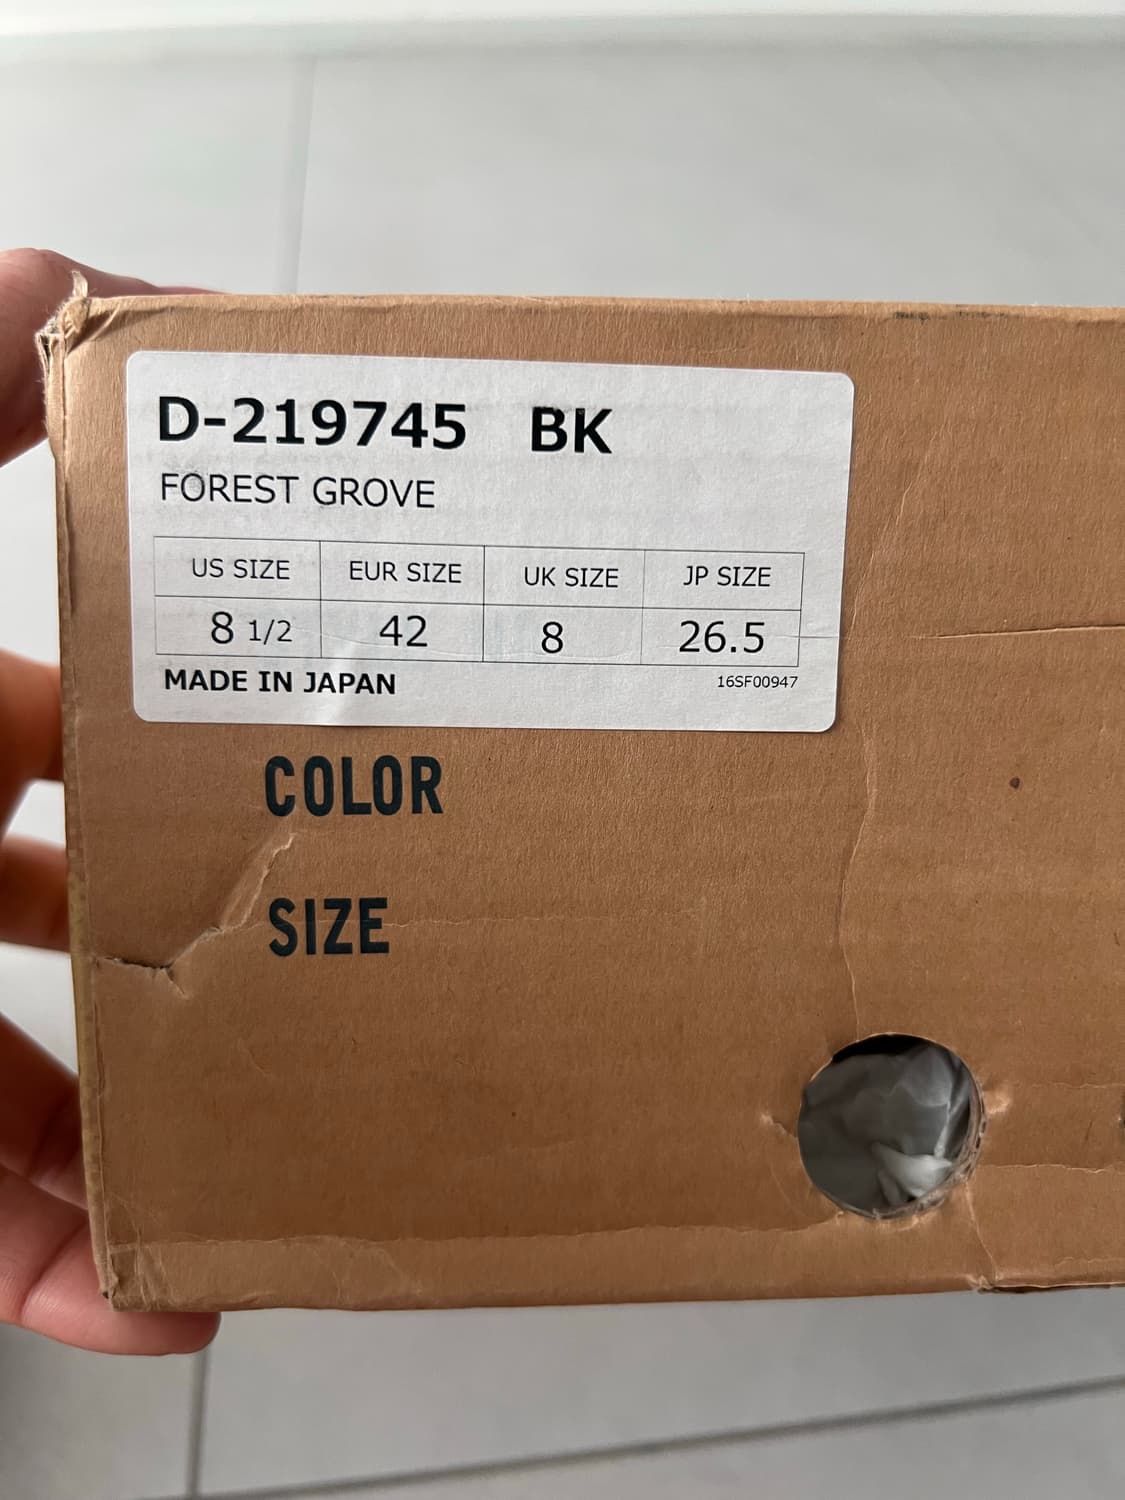 D-219745 BK
FOREST GROVE
US SIZE EUR SIZE UK SIZE JP SIZE
8 1/2 42 8 26.5
MADE IN JAPAN 16SF00947
COLOR
SIZE